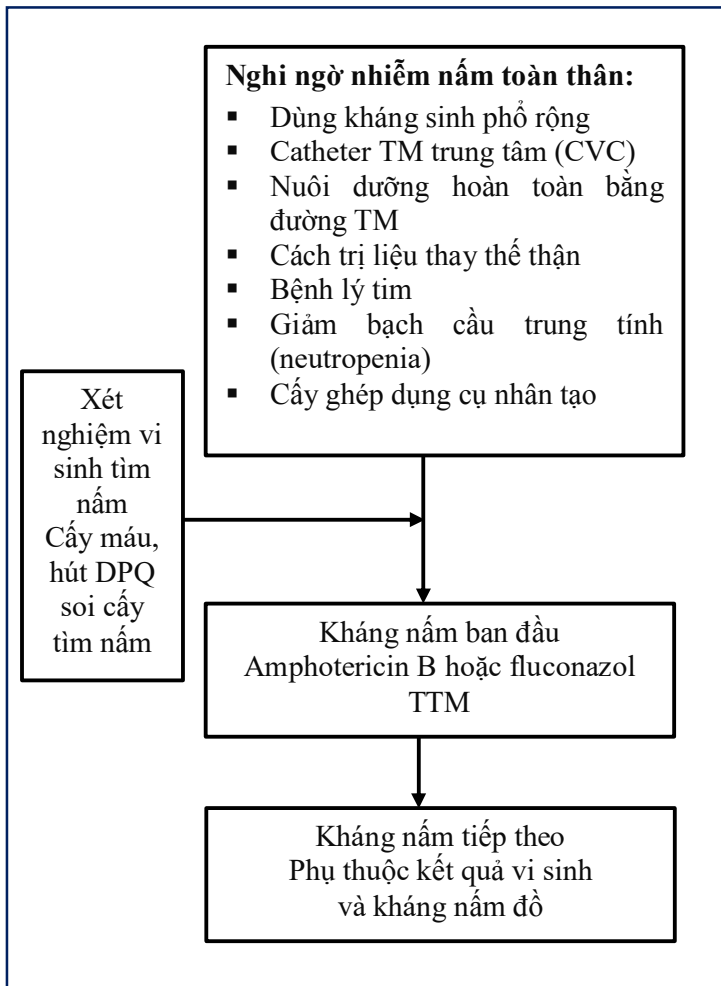 Nghi ngờ nhiễm nấm toàn thân:
▪ Dùng kháng sinh phổ rộng
▪ Catheter TM trung tâm (CVC)
▪ Nuôi dưỡng hoàn toàn bằng
đường TM
▪ Cách trị liệu thay thế thận
▪ Bệnh lý tim
▪ Giảm bạch cầu trung tính
(neutropenia)
▪ Cấy ghép dụng cụ nhân tạo
Xét
nghiệm vi
sinh tìm
nấm
Cấy máu,
hút DPQ
soi cấy
tìm nấm
Kháng nấm ban đầu
Amphotericin B hoặc fluconazol
TTM
Kháng nấm tiếp theo
Phụ thuộc kết quả vi sinh
và kháng nấm đồ